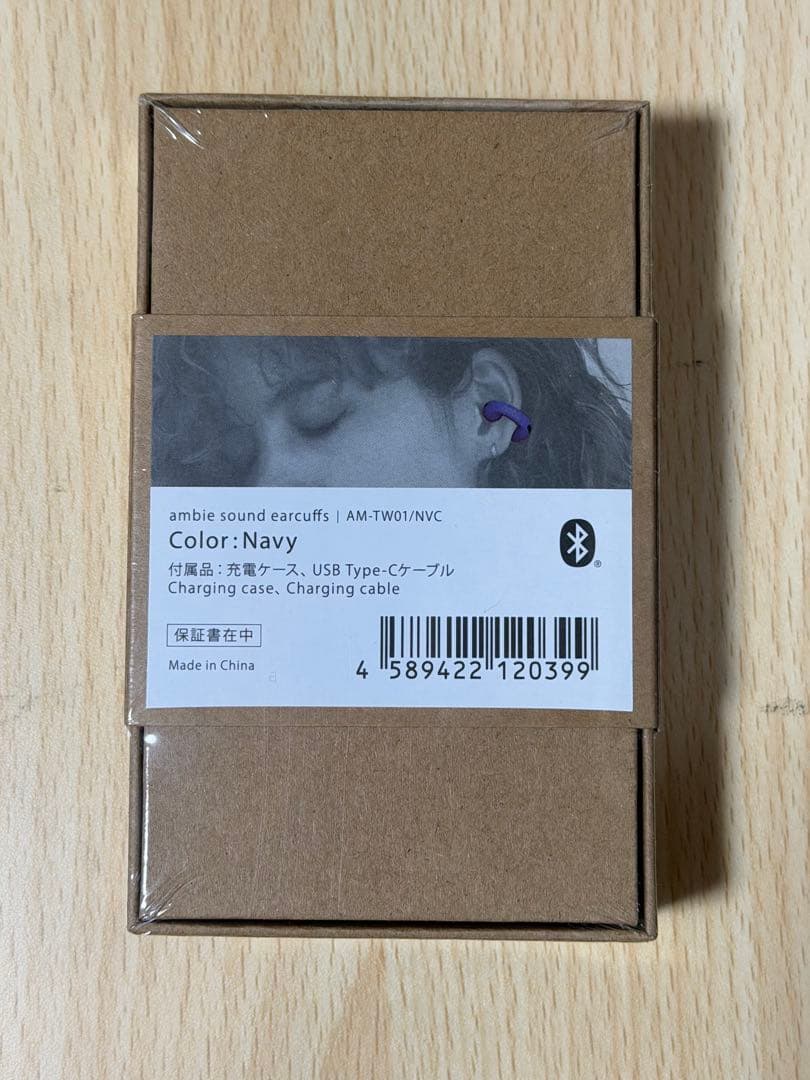 ambie sound earcuffs | AM-TW01/NVC
Color:Navy
付属品：充電ケース、USB Type-Cケーブル
Charging case、Charging cable
保証書在中
Made in China
4 589422 120399